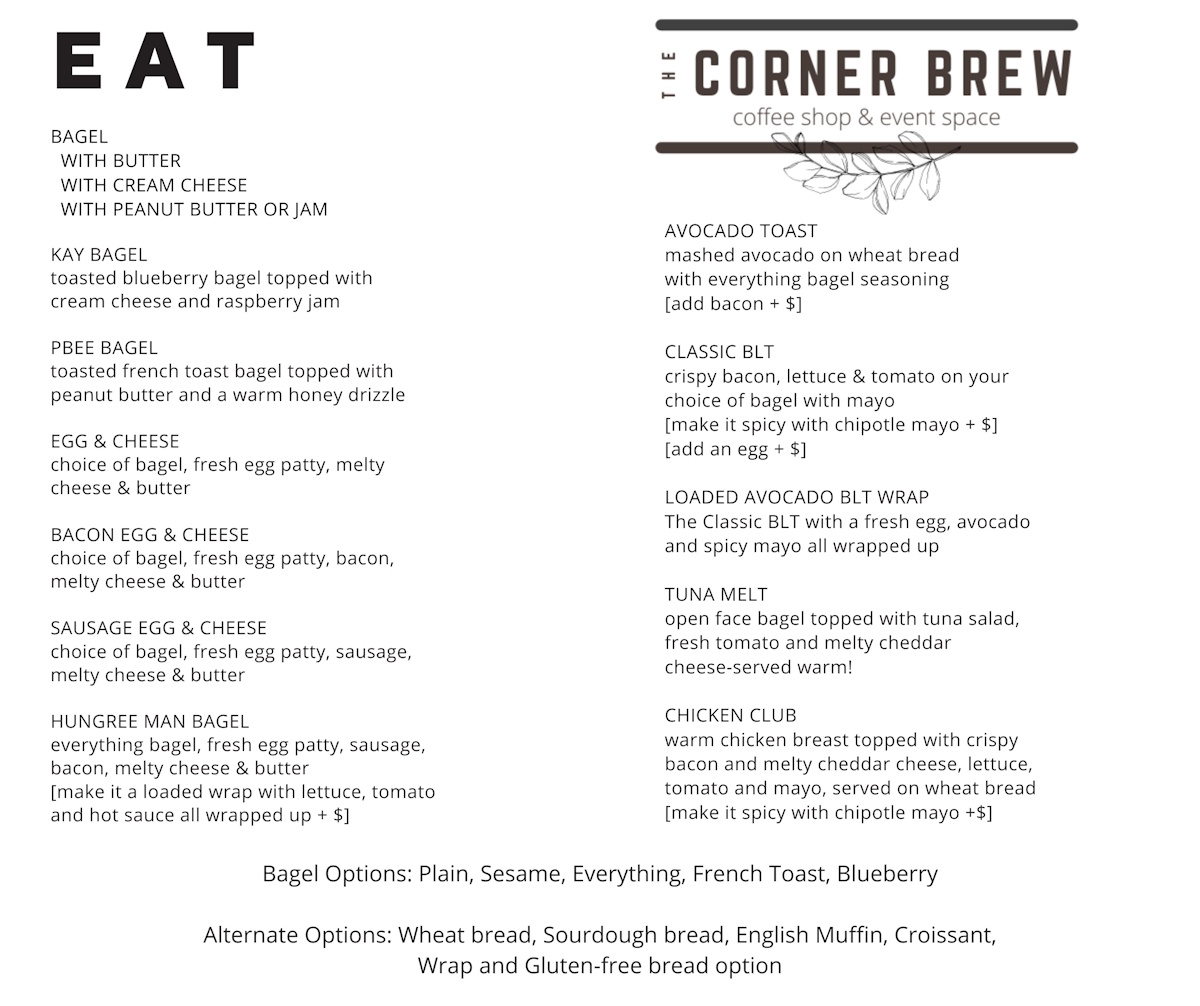 EAT
BAGEL
WITH BUTTER
WITH CREAM CHEESE
WITH PEANUT BUTTER OR JAM
KAY BAGEL
toasted blueberry bagel topped with
cream cheese and raspberry jam
PBEE BAGEL
toasted french toast bagel topped with
peanut butter and a warm honey drizzle
EGG & CHEESE
choice of bagel, fresh egg patty, melty
cheese & butter
BACON EGG & CHEESE
choice of bagel, fresh egg patty, bacon,
melty cheese & butter
SAUSAGE EGG & CHEESE
choice of bagel, fresh egg patty, sausage,
melty cheese & butter
HUNGREE MAN BAGEL
everything bagel, fresh egg patty, sausage,
bacon, melty cheese & butter
[make it a loaded wrap with lettuce, tomato
and hot sauce all wrapped up + $]
THE CORNER BREW
coffee shop & event space
AVOCADO TOAST
mashed avocado on wheat bread
with everything bagel seasoning
[add bacon + $]
CLASSIC BLT
crispy bacon, lettuce & tomato on your
choice of bagel with mayo
[make it spicy with chipotle mayo + $]
[add an egg + $]
LOADED AVOCADO BLT WRAP
The Classic BLT with a fresh egg, avocado
and spicy mayo all wrapped up
TUNA MELT
open face bagel topped with tuna salad,
fresh tomato and melty cheddar
cheese-served warm!
CHICKEN CLUB
warm chicken breast topped with crispy
bacon and melty cheddar cheese, lettuce,
tomato and mayo, served on wheat bread
[make it spicy with chipotle mayo +$]
Bagel Options: Plain, Sesame, Everything, French Toast, Blueberry
Alternate Options: Wheat bread, Sourdough bread, English Muffin, Croissant,
Wrap and Gluten-free bread option